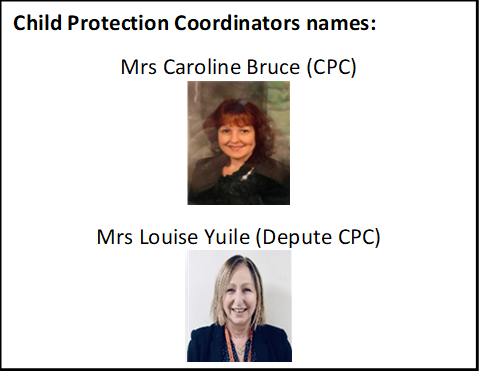 Child Protection Coordinators names:
Mrs Caroline Bruce (CPC)
Mrs Louise Yuile (Depute CPC)